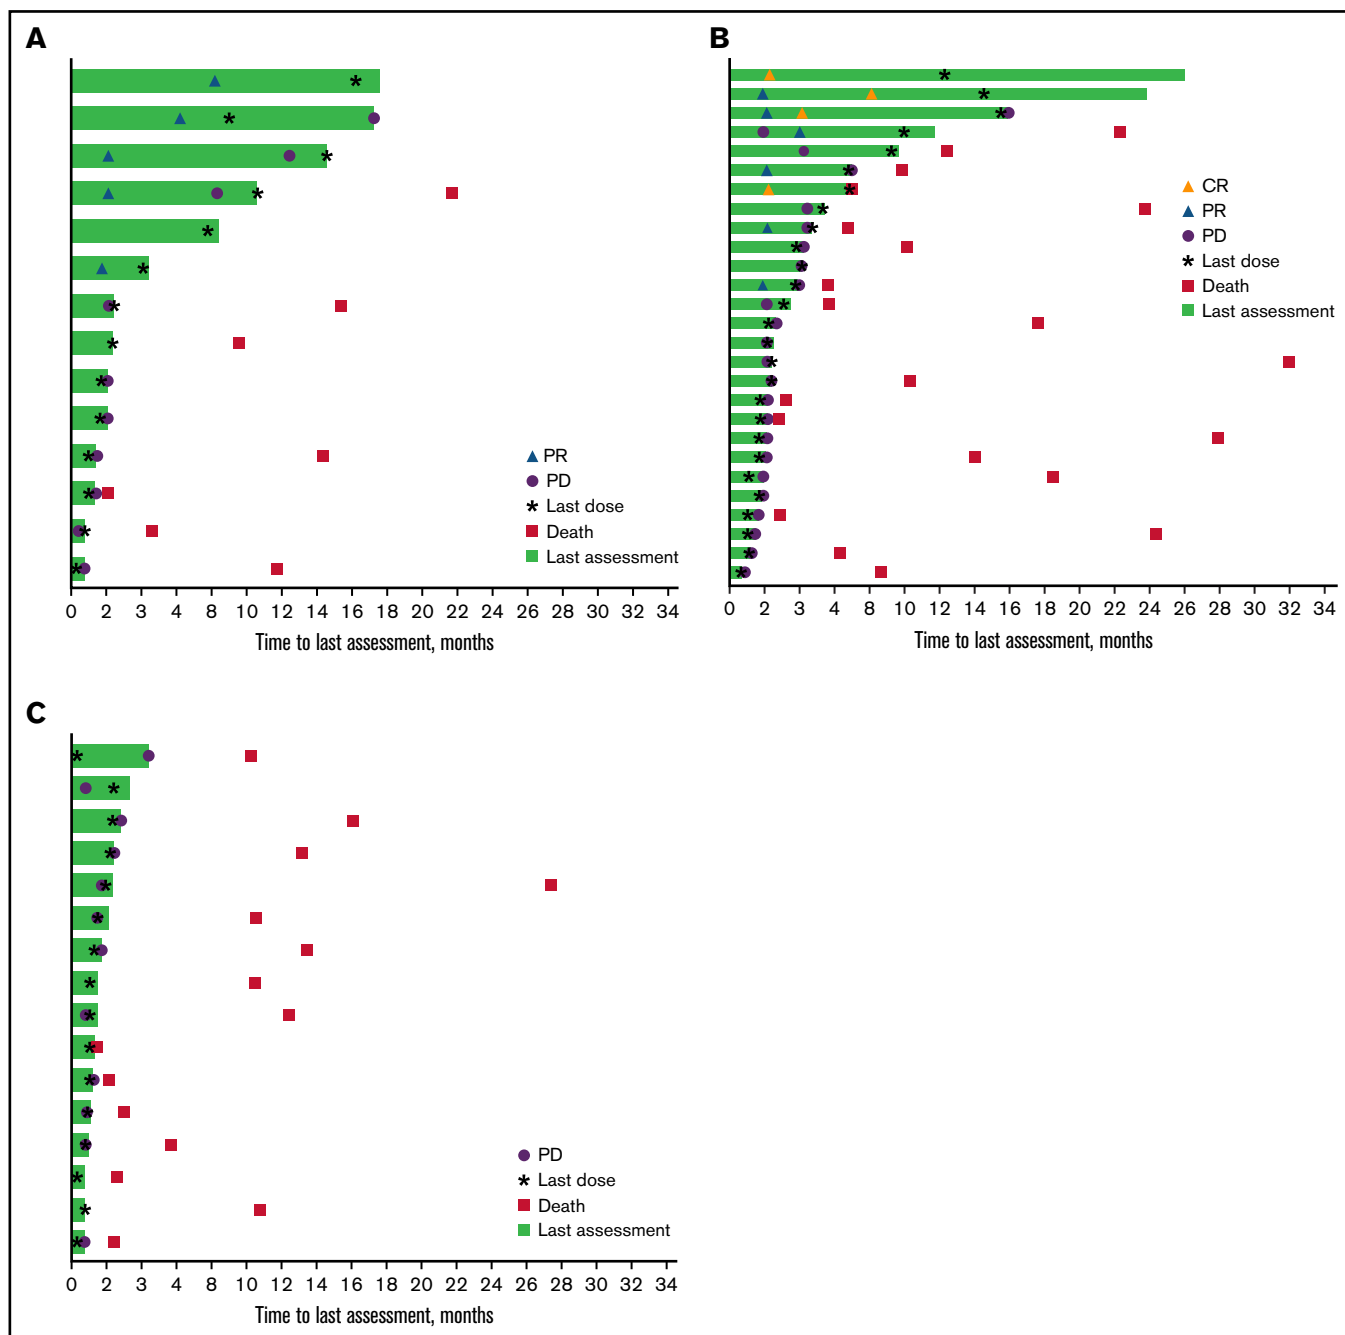 A
PR
PD
Last dose
Death
Last assessment
0 2 3 4 8 10 12 14 16 18 20 22 24 26 28 30 32 34
Time to last assessment, months
B
CR
PR
PD
Last dose
Death
Last assessment
0 2 3 4 8 10 12 14 16 18 20 22 24 26 28 30 32 34
Time to last assessment, months
C
PD
Last dose
Death
Last assessment
0 2 3 4 8 10 12 14 16 18 20 22 24 26 28 30 32 34
Time to last assessment, months